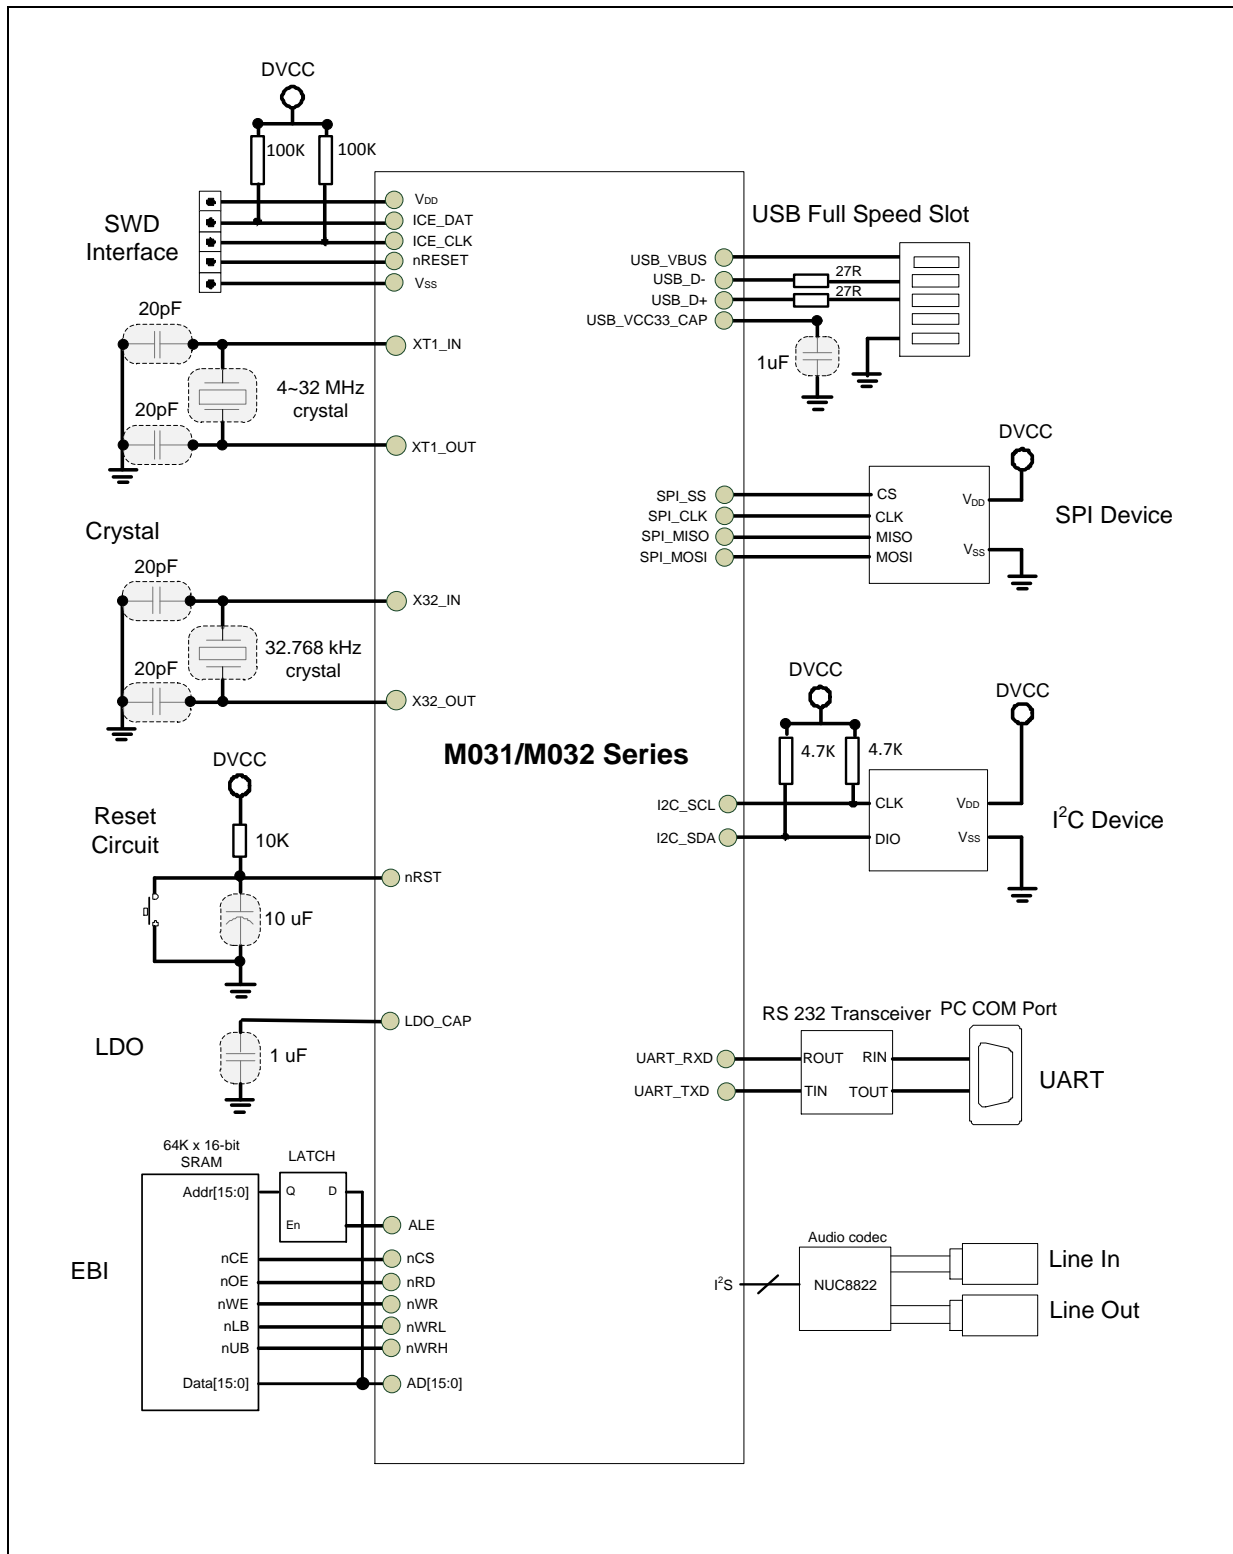 DVCC
100K
100K
SWD
Interface
VDD
ICE_DAT
ICE_CLK
nRESET
VSS
20pF
XT1_IN
4~32 MHz
crystal
20pF
XT1_OUT
Crystal
20pF
X32_IN
32.768 kHz
crystal
20pF
X32_OUT
DVCC
Reset
Circuit
10K
nRST
10 uF
LDO_CAP
LDO
1 uF
64K x 16-bit
SRAM
LATCH
Addr[15:0]
Q
D
En
ALE
EBI
nCE
nCS
nOE
nRD
nWE
nWR
nLB
nWRL
nUB
nWRH
Data[15:0]
AD[15:0]
M031/M032 Series
USB Full Speed Slot
USB_VBUS
USB_D-
27R
USB_D+
27R
USB_VCC33_CAP
1uF
DVCC
SPI_SS
CS
VDD
SPI_CLK
CLK
SPI Device
SPI_MISO
MISO
VSS
SPI_MOSI
MOSI
DVCC
DVCC
4.7K
4.7K
I2C_SCL
CLK
VDD
I2C Device
I2C_SDA
DIO
VSS
RS 232 Transceiver
PC COM Port
UART_RXD
ROUT
RIN
UART
UART_TXD
TIN
TOUT
Audio codec
Line In
I2S
NUC8822
Line Out